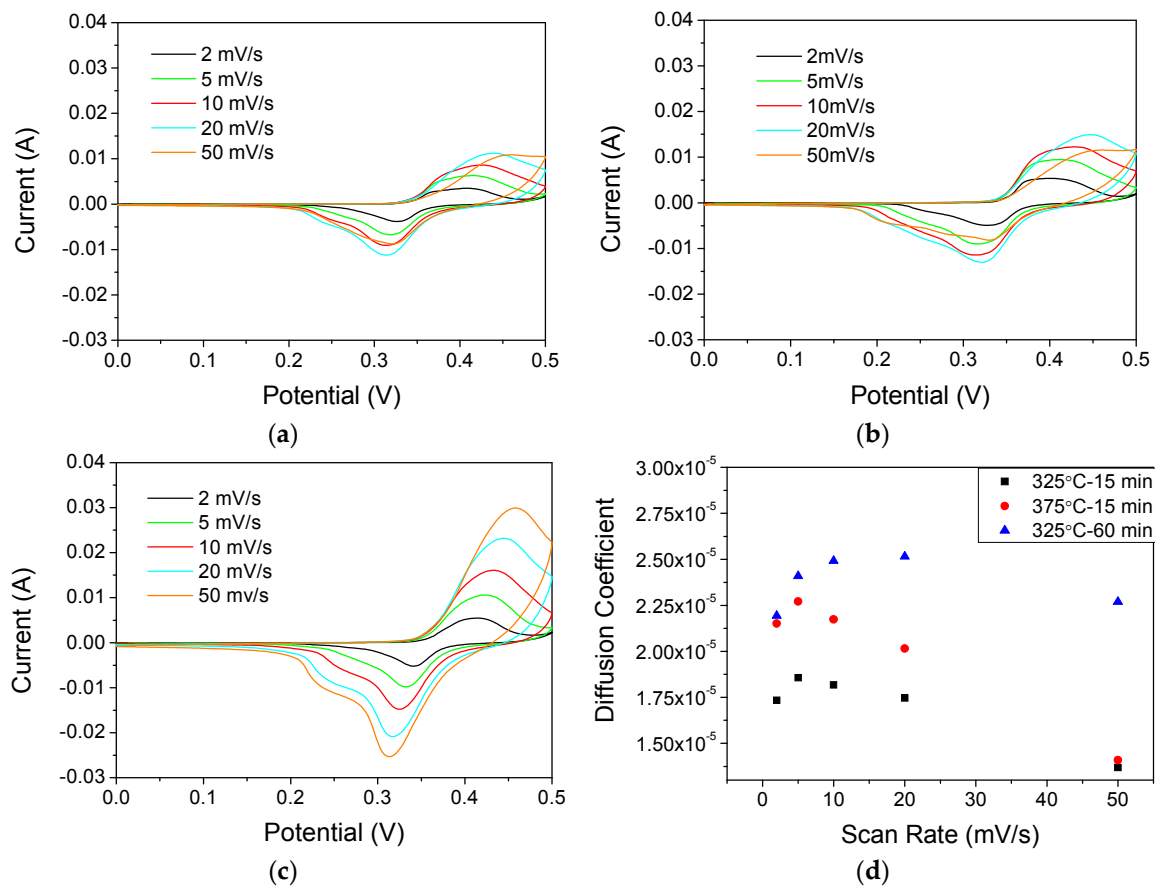 0.04
0.03
0.02
0.01
0.00
-0.01
-0.02
-0.03
Current (A)
2 mV/s
5 mV/s
10 mV/s
20 mV/s
50 mV/s
0.0 0.1 0.2 0.3 0.4 0.5
Potential (V)
(a)
0.04
0.03
0.02
0.01
0.00
-0.01
-0.02
-0.03
Current (A)
2mV/s
5mV/s
10mV/s
20mV/s
50mV/s
0.0 0.1 0.2 0.3 0.4 0.5
Potential (V)
(b)
0.04
0.03
0.02
0.01
0.00
-0.01
-0.02
-0.03
Current (A)
2 mV/s
5 mV/s
10 mV/s
20 mV/s
50 mv/s
0.0 0.1 0.2 0.3 0.4 0.5
Potential (V)
(c)
3.00x10⁻⁵
2.75x10⁻⁵
2.50x10⁻⁵
2.25x10⁻⁵
2.00x10⁻⁵
1.75x10⁻⁵
1.50x10⁻⁵
Diffusion Coefficient
325°C-15 min
375°C-15 min
325°C-60 min
0 10 20 30 40 50
Scan Rate (mV/s)
(d)